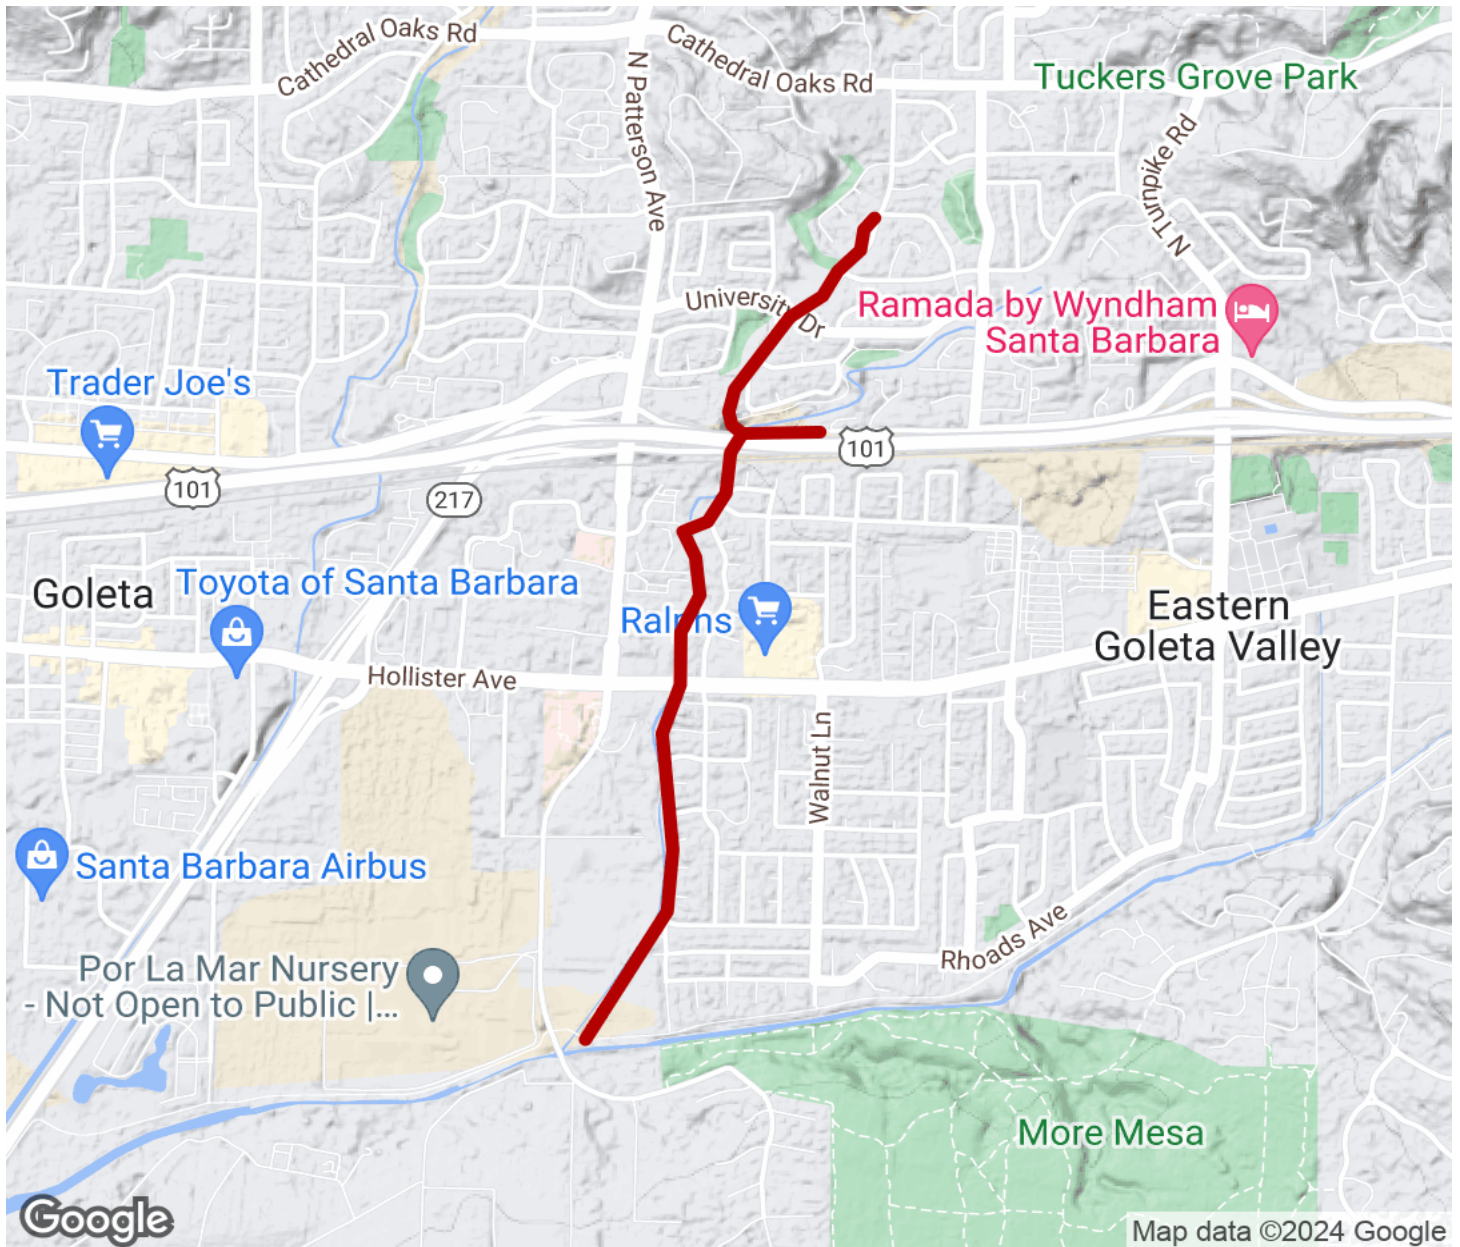 Cathedral Oaks Rd
Cathedral Oaks Rd
N Patterson Ave
Tuckers Grove Park
N Turnpike Rd
University Dr
Ramada by Wyndham
Santa Barbara
Trader Joe's
101
101
217
Goleta
Toyota of Santa Barbara
Ralphs
Eastern
Goleta Valley
Hollister Ave
Walnut Ln
Santa Barbara Airbus
Rhoads Ave
Por La Mar Nursery
- Not Open to Public |...
More Mesa
Google
Map data ©2024 Google